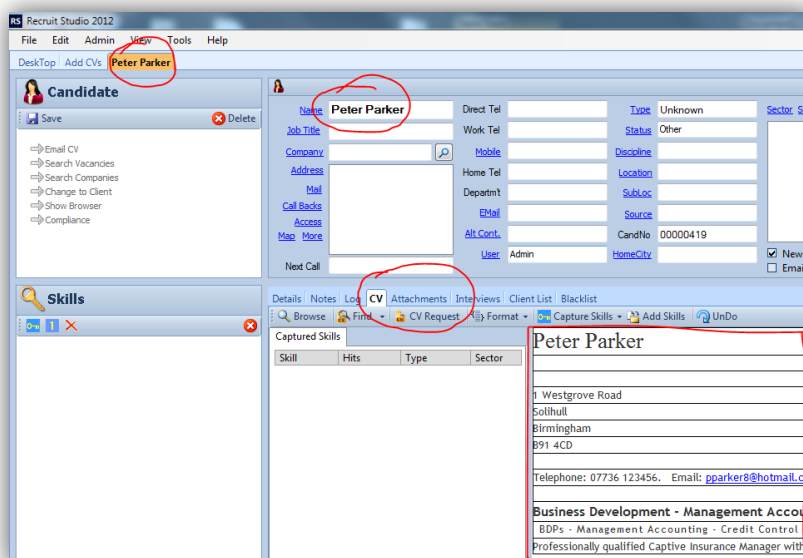 RS Recruit Studio 2012
File Edit Admin View Tools Help
DeskTop Add CVs Peter Parker
Candidate
Save Delete
Email CV
Search Vacancies
Search Companies
Change to Client
Show Browser
Compliance
Name Peter Parker Direct Tel Type Unknown Sector S
Job Title Work Tel Status Other
Company Mobile Discipline
Address Home Tel Location
Mail Departmt SubLoc
Call Backs EMail Source
Access
Map More Alt Cont. CandNo 00000419
User Admin HomeCity New
Next Call Emai
Skills
1
Details Notes Log CV Attachments Interviews Client List Blacklist
Browse Find CV Request Format Capture Skills Add Skills UnDo
Captured Skills
Skill Hits Type Sector
Peter Parker
1 Westgrove Road
Solihull
Birmingham
B91 4CD
Telephone: 07736 123456. Email: pparker8@hotmail.c
Business Development - Management Accou
BDPs - Management Accounting - Credit Control
Professionally qualified Captive Insurance Manager with